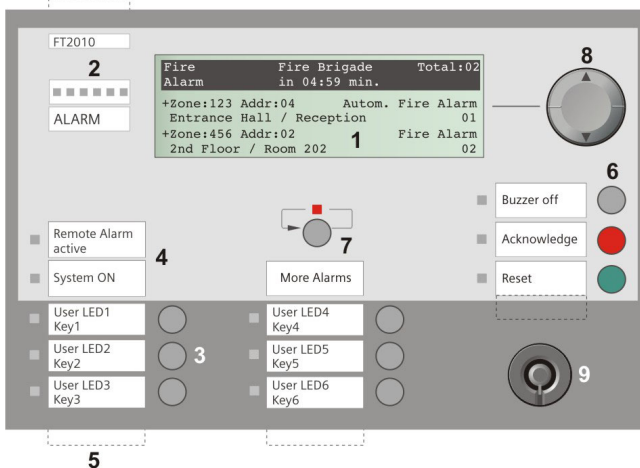 FT2010
2
ALARM
Fire Fire Brigade Total:02
Alarm in 04:59 min.
+Zone:123 Addr:04 Autom. Fire Alarm
Entrance Hall / Reception 01
+Zone:456 Addr:02 Fire Alarm
2nd Floor / Room 202 02
1
8
6
Buzzer off
Acknowledge
Reset
7
More Alarms
Remote Alarm
active
4
System ON
User LED1
Key1
User LED2
Key2
3
User LED3
Key3
User LED4
Key4
User LED5
Key5
User LED6
Key6
9
5